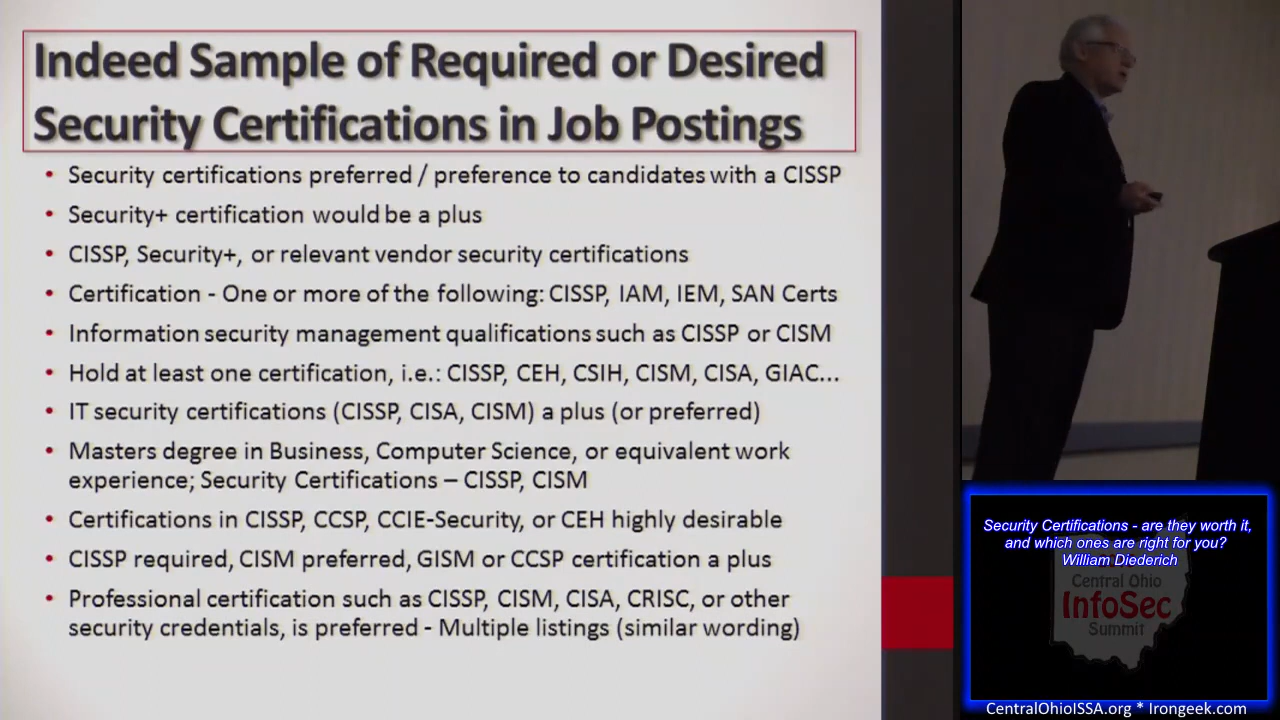 Indeed Sample of Required or Desired
Security Certifications in Job Postings
• Security certifications preferred / preference to candidates with a CISSP
• Security+ certification would be a plus
• CISSP, Security+, or relevant vendor security certifications
• Certification - One or more of the following: CISSP, IAM, IEM, SAN Certs
• Information security management qualifications such as CISSP or CISM
• Hold at least one certification, i.e.: CISSP, CEH, CSIH, CISM, CISA, GIAC...
• IT security certifications (CISSP, CISA, CISM) a plus (or preferred)
• Masters degree in Business, Computer Science, or equivalent work
experience; Security Certifications – CISSP, CISM
• Certifications in CISSP, CCSP, CCIE-Security, or CEH highly desirable
• CISSP required, CISM preferred, GISM or CCSP certification a plus
• Professional certification such as CISSP, CISM, CISA, CRISC, or other
security credentials, is preferred - Multiple listings (similar wording)
Security Certifications - are they worth it,
and which ones are right for you?
William Diederich
Central Ohio
InfoSec
Summit
CentralOhioISSA.org * Irongeek.com